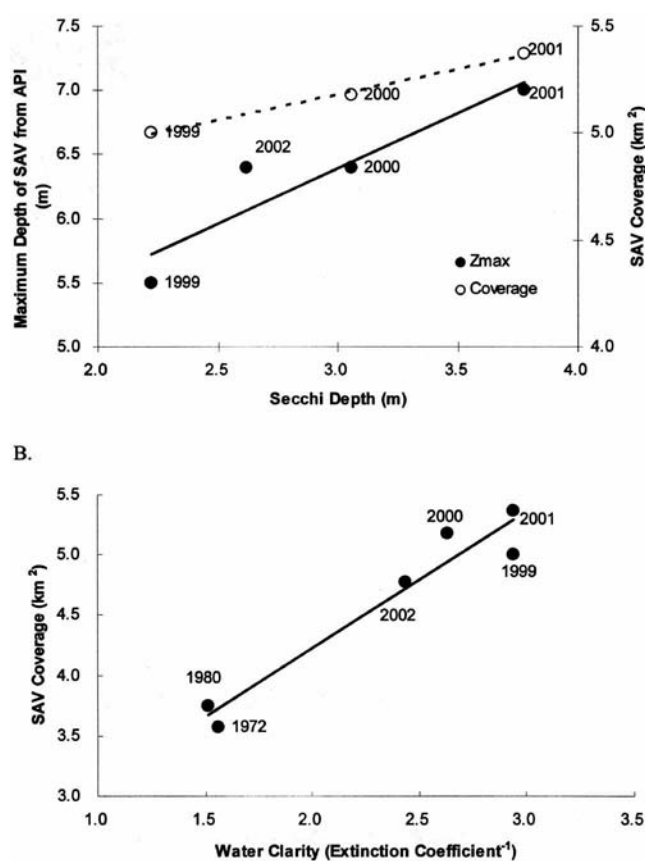 7.5
7.0
6.5
6.0
5.5
5.0
Maximum Depth of SAV from API
(m)
5.5
5.0
4.5
4.0
SAV Coverage (km²)
2001
2000
1999
2002
2001
2000
1999
Zmax
Coverage
2.0 2.5 3.0 3.5 4.0
Secchi Depth (m)
B.
5.5
5.0
4.5
4.0
3.5
3.0
SAV Coverage (km²)
2000
2001
1999
2002
1980
1972
1.0 1.5 2.0 2.5 3.0 3.5
Water Clarity (Extinction Coefficient⁻¹)